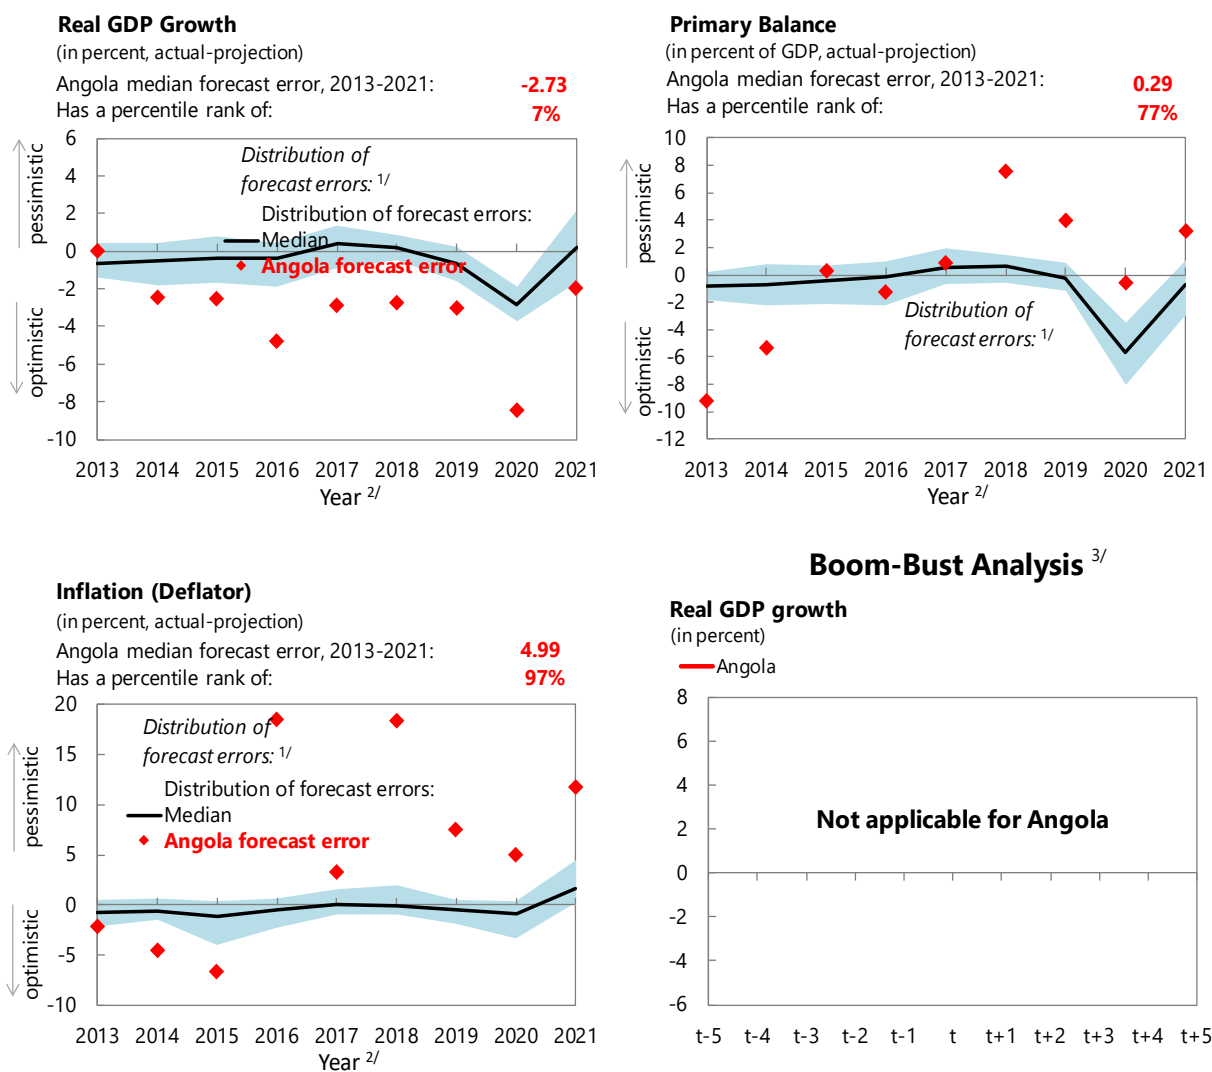 Real GDP Growth
(in percent, actual-projection)
Angola median forecast error, 2013-2021: -2.73
Has a percentile rank of: 7%
pessimistic
optimistic
6
4
2
0
-2
-4
-6
-8
-10
Distribution of
forecast errors: 1/
Distribution of forecast errors:
Median
Angola forecast error
2013 2014 2015 2016 2017 2018 2019 2020 2021
Year 2/
Primary Balance
(in percent of GDP, actual-projection)
Angola median forecast error, 2013-2021: 0.29
Has a percentile rank of: 77%
pessimistic
optimistic
10
8
6
4
2
0
-2
-4
-6
-8
-10
-12
Distribution of
forecast errors: 1/
2013 2014 2015 2016 2017 2018 2019 2020 2021
Year 2/
Inflation (Deflator)
(in percent, actual-projection)
Angola median forecast error, 2013-2021: 4.99
Has a percentile rank of: 97%
pessimistic
optimistic
20
15
10
5
0
-5
-10
Distribution of
forecast errors: 1/
Distribution of forecast errors:
Median
Angola forecast error
2013 2014 2015 2016 2017 2018 2019 2020 2021
Year 2/
Boom-Bust Analysis 3/
Real GDP growth
(in percent)
Angola
8
6
4
2
0
-2
-4
-6
Not applicable for Angola
t-5 t-4 t-3 t-2 t-1 t t+1 t+2 t+3 t+4 t+5